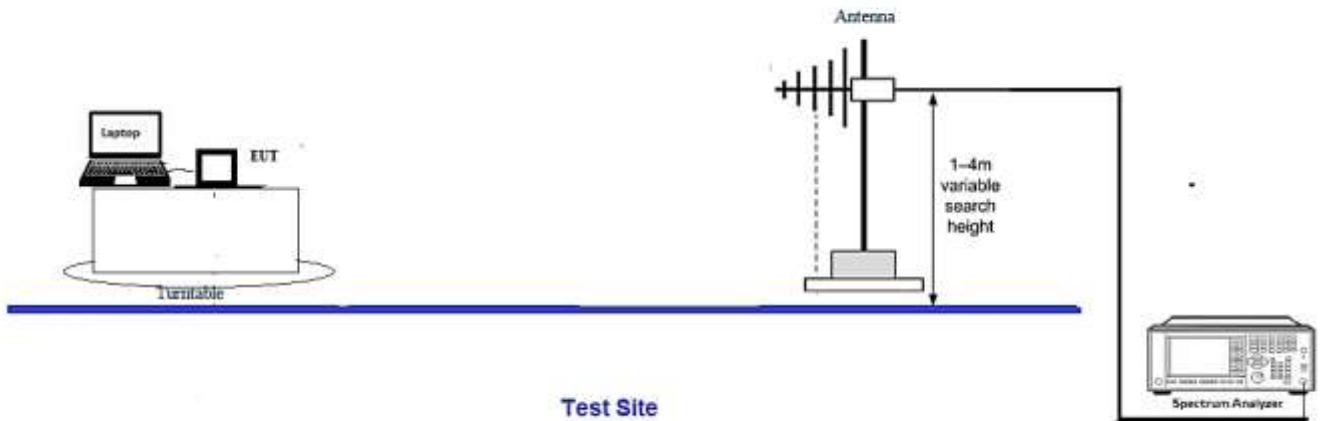 Antenna
Laptop
EUT
1–4m
variable
search
height
Turntable
Spectrum Analyzer
Test Site